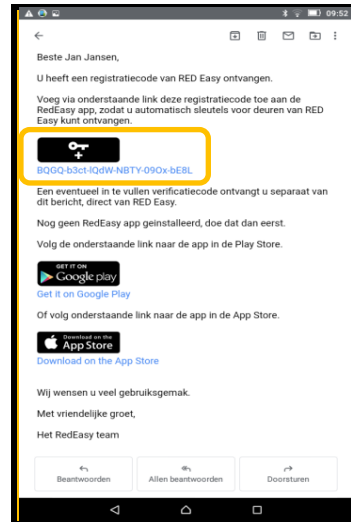 09:52
Beste Jan Jansen,
U heeft een registratiecode van RED Easy ontvangen.
Voeg via onderstaande link deze registratiecode toe aan de
RedEasy app, zodat u automatisch sleutels voor deuren van RED
Easy kunt ontvangen.
BQGQ-b3ct-IQdW-NBTY-09Ox-bE8L
Een eventueel in te vullen verificatiecode ontvangt u separaat van
dit bericht, direct van RED Easy.
Nog geen RedEasy app geinstalleerd, doe dat dan eerst.
Volg de onderstaande link naar de app in de Play Store.
GET IT ON
Google play
Get it on Google Play
Of volg onderstaande link naar de app in de App Store.
Download on the
App Store
Download on the App Store
Wij wensen u veel gebruiksgemak.
Met vriendelijke groet,
Het RedEasy team
Beantwoorden Allen beantwoorden Doorsturen